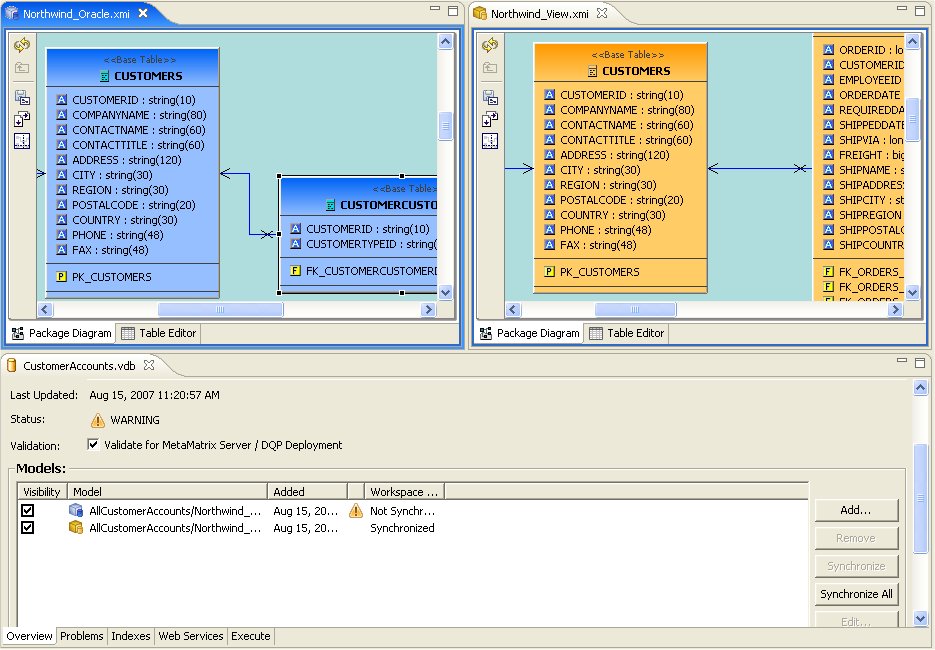 Northwind_Oracle.xmi
<<Base Table>>
CUSTOMERS
CUSTOMERID : string(10)
COMPANYNAME : string(80)
CONTACTNAME : string(60)
CONTACTTITLE : string(60)
ADDRESS : string(120)
CITY : string(30)
REGION : string(30)
POSTALCODE : string(20)
COUNTRY : string(30)
PHONE : string(48)
FAX : string(48)
PK_CUSTOMERS
<<Base Table>
CUSTOMERCUSTO
CUSTOMERID : string(10)
CUSTOMERTYPEID : string(
FK_CUSTOMERCUSTOMERD
Package Diagram Table Editor
Northwind_View.xmi
<<Base Table>>
CUSTOMERS
CUSTOMERID : string(10)
COMPANYNAME : string(80)
CONTACTNAME : string(60)
CONTACTTITLE : string(60)
ADDRESS : string(120)
CITY : string(30)
REGION : string(30)
POSTALCODE : string(20)
COUNTRY : string(30)
PHONE : string(48)
FAX : string(48)
PK_CUSTOMERS
ORDERID : lo
CUSTOMERID
EMPLOYEEID
ORDERDATE
REQUIREDDA
SHIPPEDDATE
SHIPVIA : lon
FREIGHT : big
SHIPNAME : s
SHIPADDRESS
SHIPCITY : st
SHIPREGION
SHIPPOSTALC
SHIPCOUNTR
FK_ORDERS_
FK_ORDERS_
FK_ORDERS_
Package Diagram Table Editor
CustomerAccounts.vdb
Last Updated: Aug 15, 2007 11:20:57 AM
Status: WARNING
Validation: Validate for MetaMatrix Server / DQP Deployment
Models:
Visibility Model Added Workspace ...
AllCustomerAccounts/Northwind_... Aug 15, 20... Not Synchr...
AllCustomerAccounts/Northwind_... Aug 15, 20... Synchronized
Add...
Remove
Synchronize
Synchronize All
Edit...
Overview Problems Indexes Web Services Execute